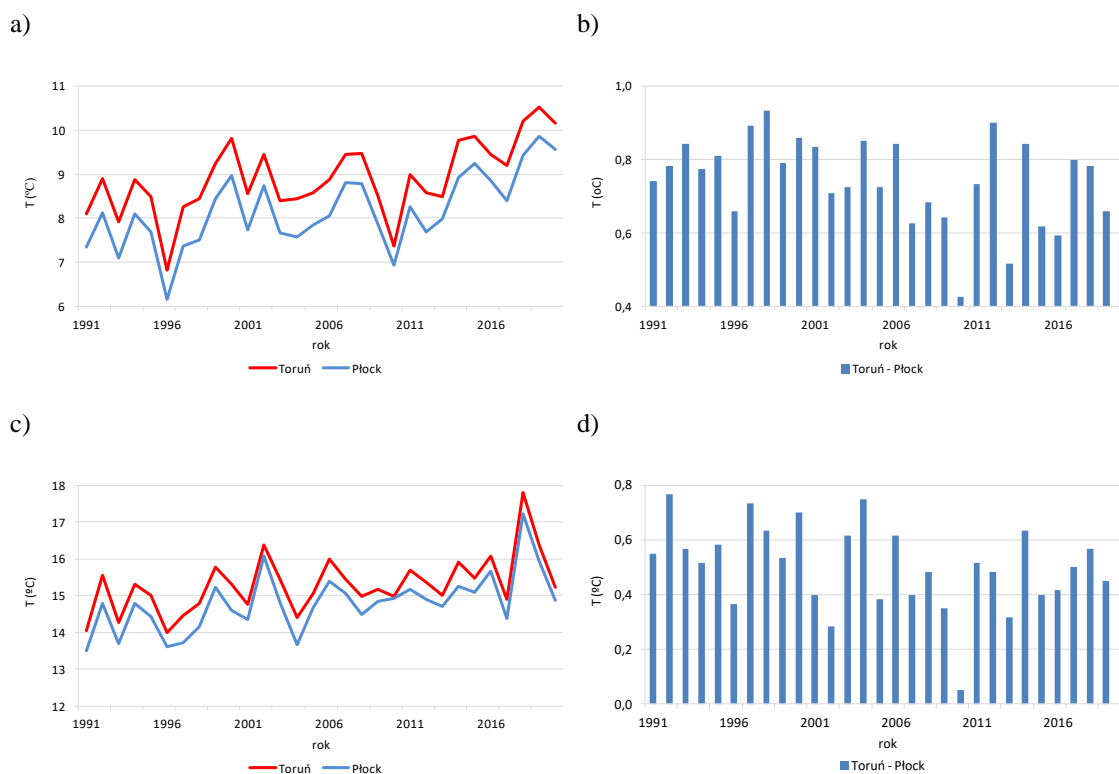 a)
b)
11
10
9
8
7
6
T (°C)
1991 1996 2001 2006 2011 2016
rok
Toruń Płock
1,0
0,8
0,6
0,4
T (oC)
1991 1996 2001 2006 2011 2016
rok
Toruń - Płock
c)
d)
18
17
16
15
14
13
12
T (ºC)
1991 1996 2001 2006 2011 2016
rok
Toruń Płock
0,8
0,6
0,4
0,2
0,0
T (ºC)
1991 1996 2001 2006 2011 2016
rok
Toruń - Płock